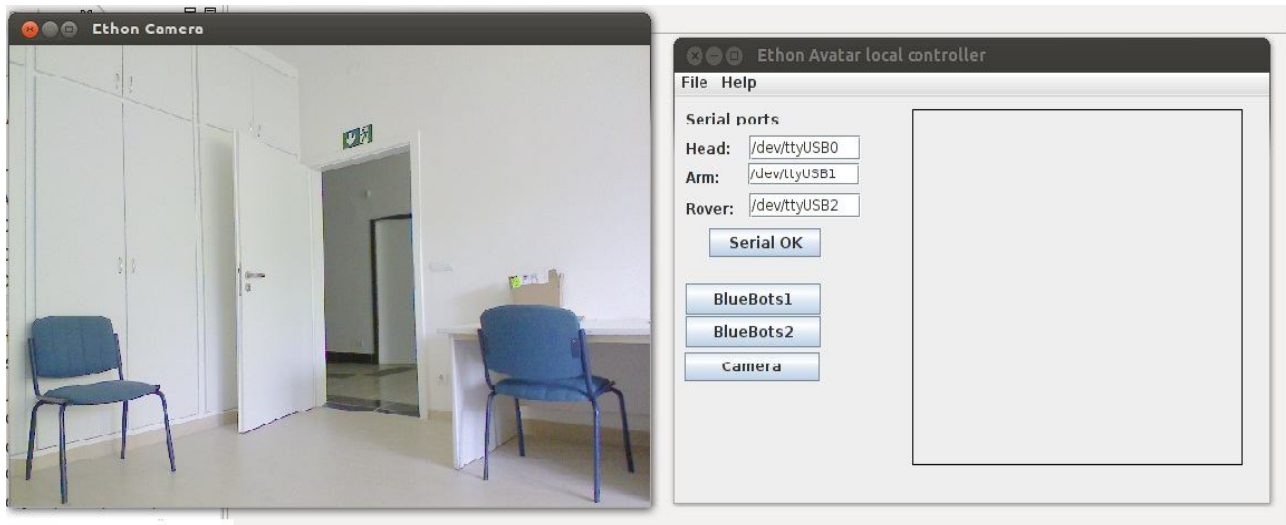 Ethon Camera
Ethon Avatar local controller
File Help
Serial ports
Head: /dev/ttyUSB0
Arm: /dev/ttyUSB1
Rover: /dev/ttyUSB2
Serial OK
BlueBots1
BlueBots2
Camera